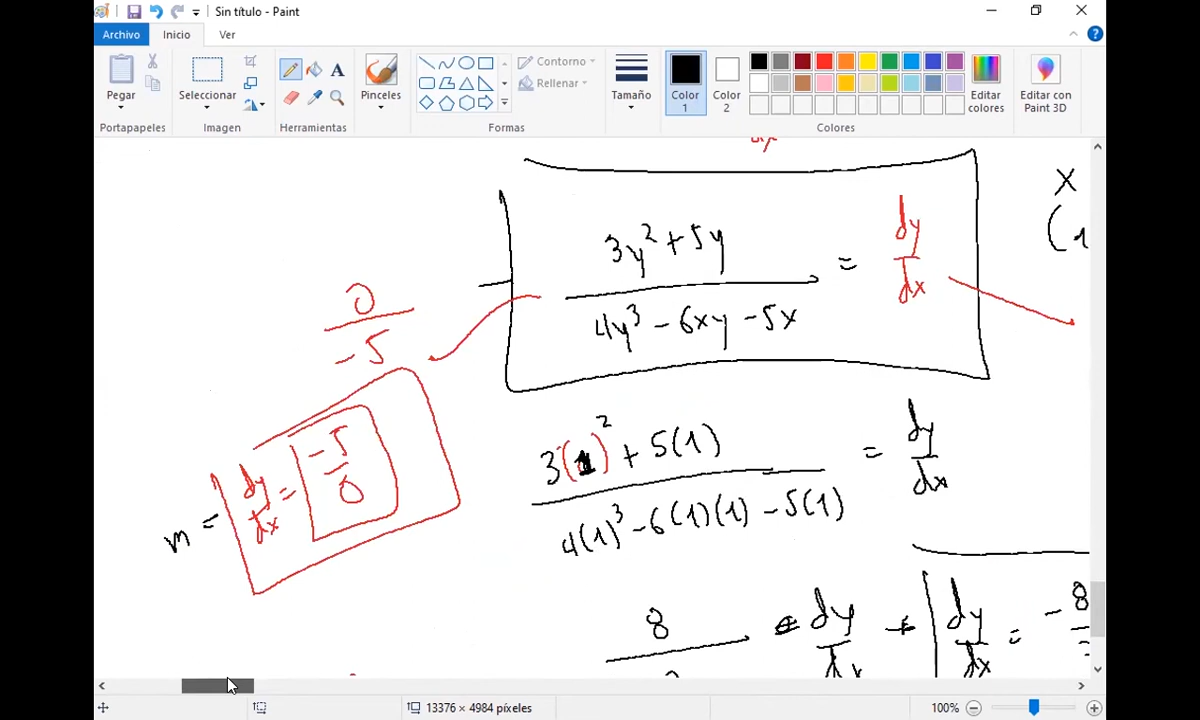 Sin título - Paint
Archivo Inicio Ver
Pegar Seleccionar A Pinceles Contorno Rellenar Tamaño Color 1 Color 2 Editar colores Editar con Paint 3D
Portapapeles Imagen Herramientas Formas Colores
dx
3y² + 5y / 4y³ - 6xy - 5x = dy/dx
x
(1
0 / -5
m = dy/dx = -5/0
3(1)² + 5(1) / 4(1)³ - 6(1)(1) - 5(1) = dy/dx
8
dy/dx
dy/dx = -8
13376 × 4984 píxeles 100%